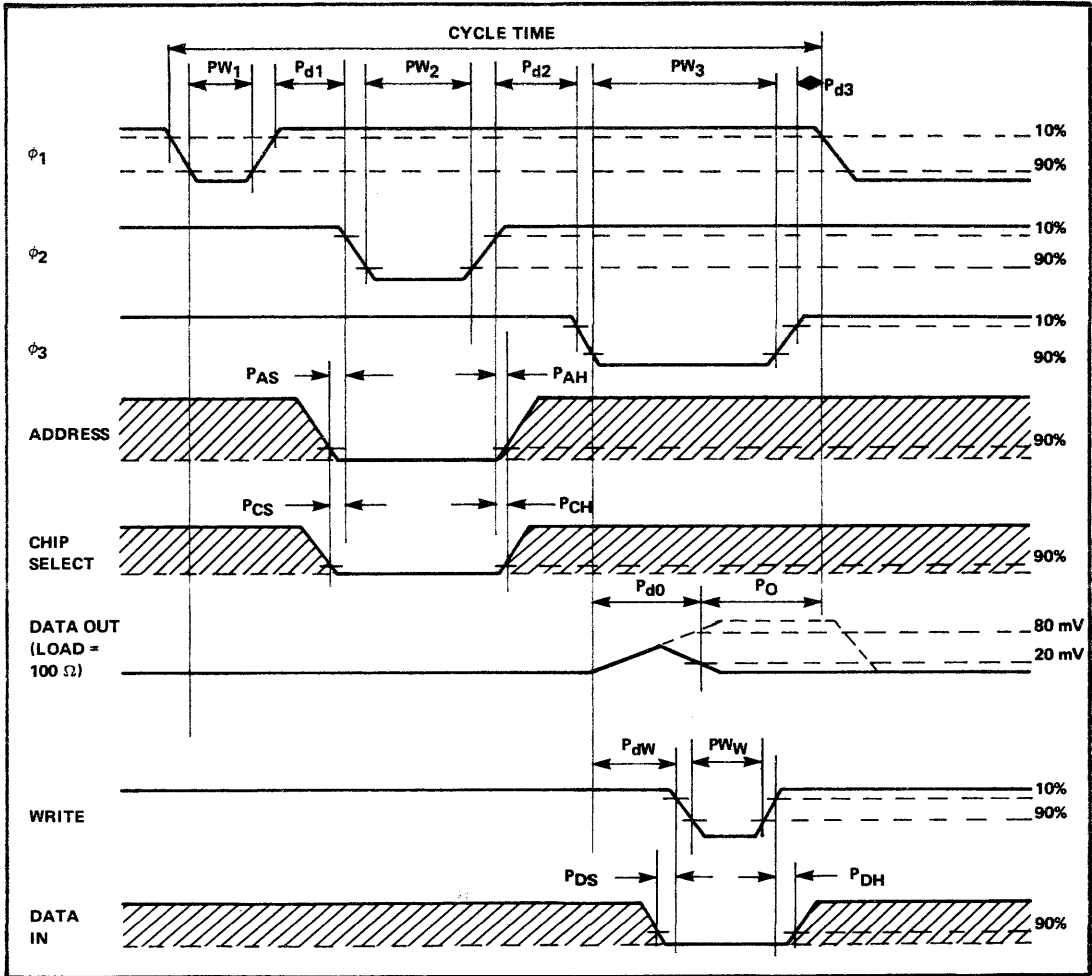 CYCLE TIME
PW1 Pd1 PW2 Pd2 PW3 Pd3
ϕ1
10%
90%
ϕ2
10%
90%
ϕ3
10%
90%
PAS PAH
ADDRESS
90%
PCS PCH
CHIP
SELECT
90%
Pd0 PO
DATA OUT
(LOAD =
100 Ω)
80 mV
20 mV
PdW PWW
WRITE
10%
90%
PDS PDH
DATA
IN
90%